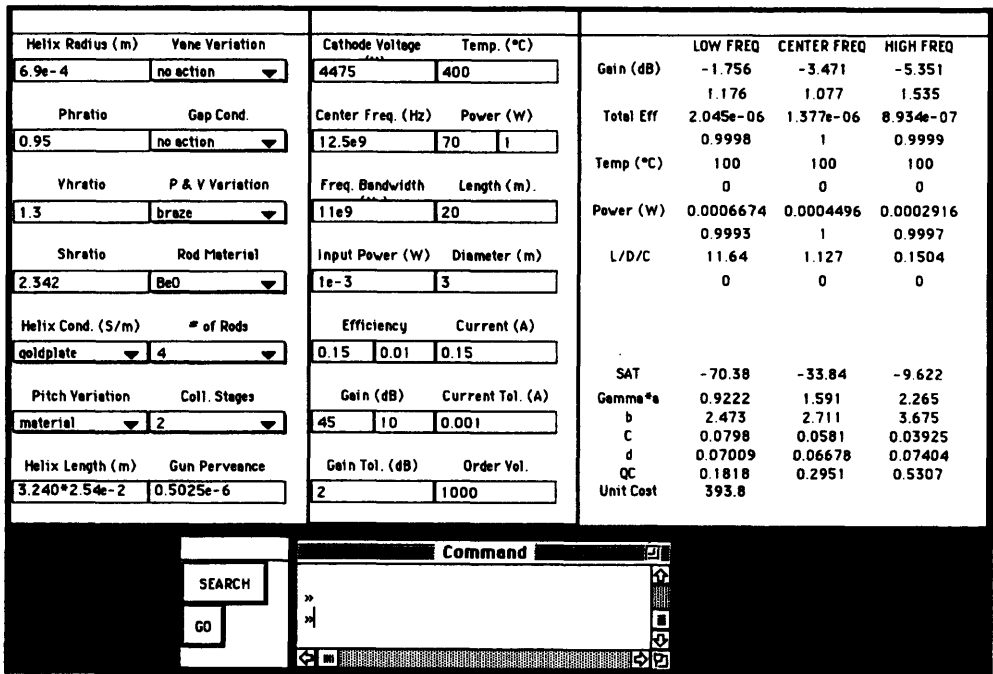 Helix Radius (m) Vane Variation
6.9e-4 no action
Phratio Gap Cond.
0.95 no action
Vhratio P & V Variation
1.3 braze
Shratio Rod Material
2.342 BeO
Helix Cond. (S/m) # of Rods
goldplate 4
Pitch Variation Coll. Stages
material 2
Helix Length (m) Gun Perveance
3.240*2.54e-2 0.5025e-6
Cathode Voltage Temp. (°C)
4475 400
Center Freq. (Hz) Power (W)
12.5e9 70 1
Freq. Bandwidth Length (m).
11e9 20
Input Power (W) Diameter (m)
1e-3 3
Efficiency Current (A)
0.15 0.01 0.15
Gain (dB) Current Tol. (A)
45 10 0.001
Gain Tol. (dB) Order Vol.
2 1000
LOW FREQ CENTER FREQ HIGH FREQ
Gain (dB) -1.756 -3.471 -5.351
1.176 1.077 1.535
Total Eff 2.045e-06 1.377e-06 8.934e-07
0.9998 1 0.9999
Temp (°C) 100 100 100
0 0 0
Power (W) 0.0006674 0.0004496 0.0002916
0.9993 1 0.9997
L/D/C 11.64 1.127 0.1504
0 0 0
SAT -70.38 -33.84 -9.622
Gamma*a 0.9222 1.591 2.265
b 2.473 2.711 3.675
C 0.0798 0.0581 0.03925
d 0.07009 0.06678 0.07404
QC 0.1818 0.2951 0.5307
Unit Cost 393.8
SEARCH
GO
Command
»
»